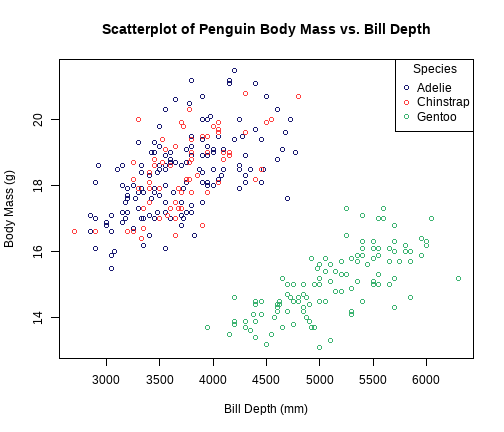 Scatterplot of Penguin Body Mass vs. Bill Depth
Species
Adelie
Chinstrap
Gentoo
Body Mass (g)
20
18
16
14
3000 3500 4000 4500 5000 5500 6000
Bill Depth (mm)